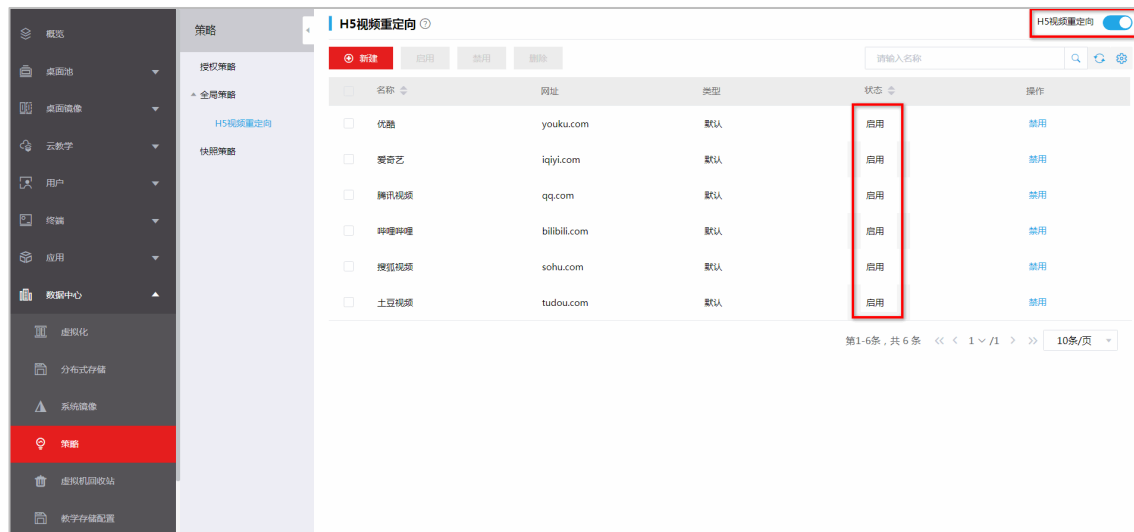 概览
桌面池
桌面镜像
云教学
用户
终端
应用
数据中心
虚拟化
分布式存储
系统镜像
策略
虚拟机回收站
教学存储配置
策略
授权策略
全局策略
H5视频重定向
快照策略
H5视频重定向
H5视频重定向
新建 启用 禁用 删除 请输入名称
名称 网址 类型 状态 操作
优酷 youku.com 默认 启用 禁用
爱奇艺 iqiyi.com 默认 启用 禁用
腾讯视频 qq.com 默认 启用 禁用
哔哩哔哩 bilibili.com 默认 启用 禁用
搜狐视频 sohu.com 默认 启用 禁用
土豆视频 tudou.com 默认 启用 禁用
第1-6条，共 6 条 << < 1 /1 > >> 10条/页